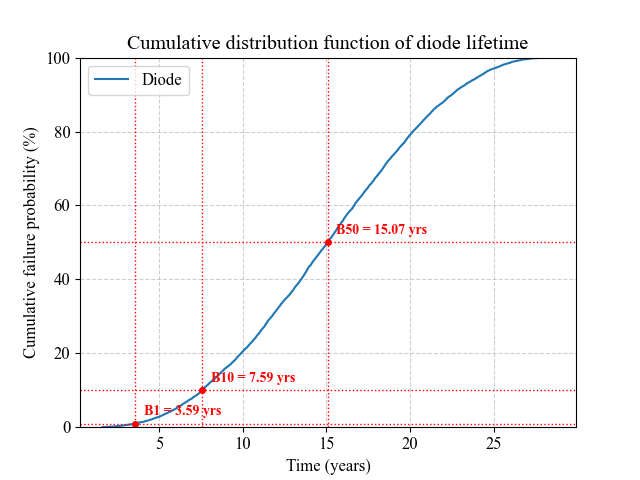 Cumulative distribution function of diode lifetime
Diode
Cumulative failure probability (%)
100
80
60
40
20
0
B50 = 15.07 yrs
B10 = 7.59 yrs
B1 = 3.59 yrs
5 10 15 20 25
Time (years)